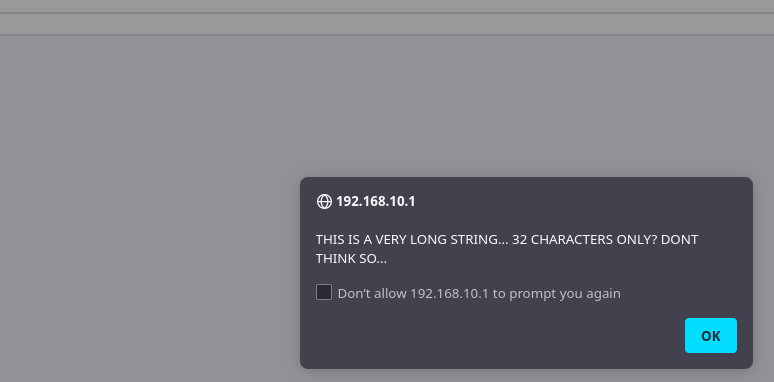 192.168.10.1
THIS IS A VERY LONG STRING... 32 CHARACTERS ONLY? DONT
THINK SO...
Don't allow 192.168.10.1 to prompt you again
OK